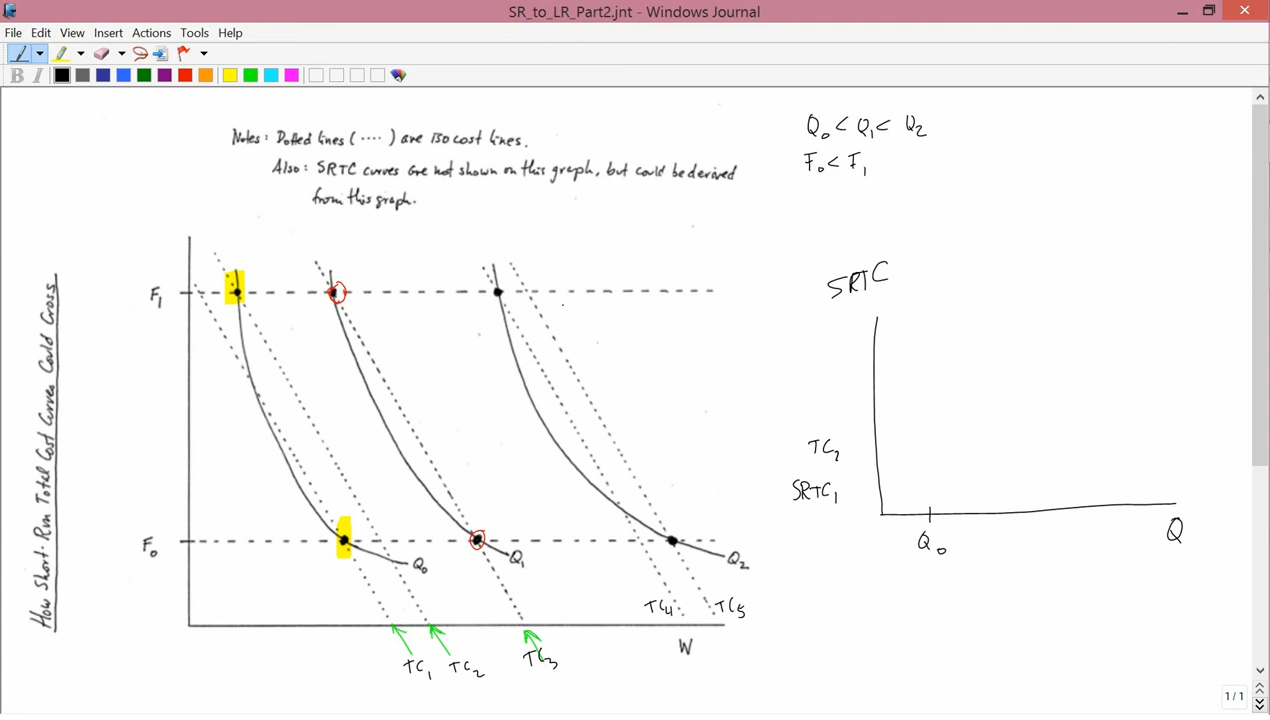 SR_to_LR_Part2.jnt - Windows Journal
File Edit View Insert Actions Tools Help
B I
Notes: Dotted lines (····) are isocost lines.
Also: SRTC curves are not shown on this graph, but could be derived
from this graph.
Q₀ < Q₁ < Q₂
F₀ < F₁
How Short-Run Total Cost Curves Could Cross
F₁
F₀
Q₀
Q₁
Q₂
TC₄
TC₅
W
TC₁
TC₂
TC₃
SRTC
TC₂
SRTC₁
Q₀
Q
1 / 1